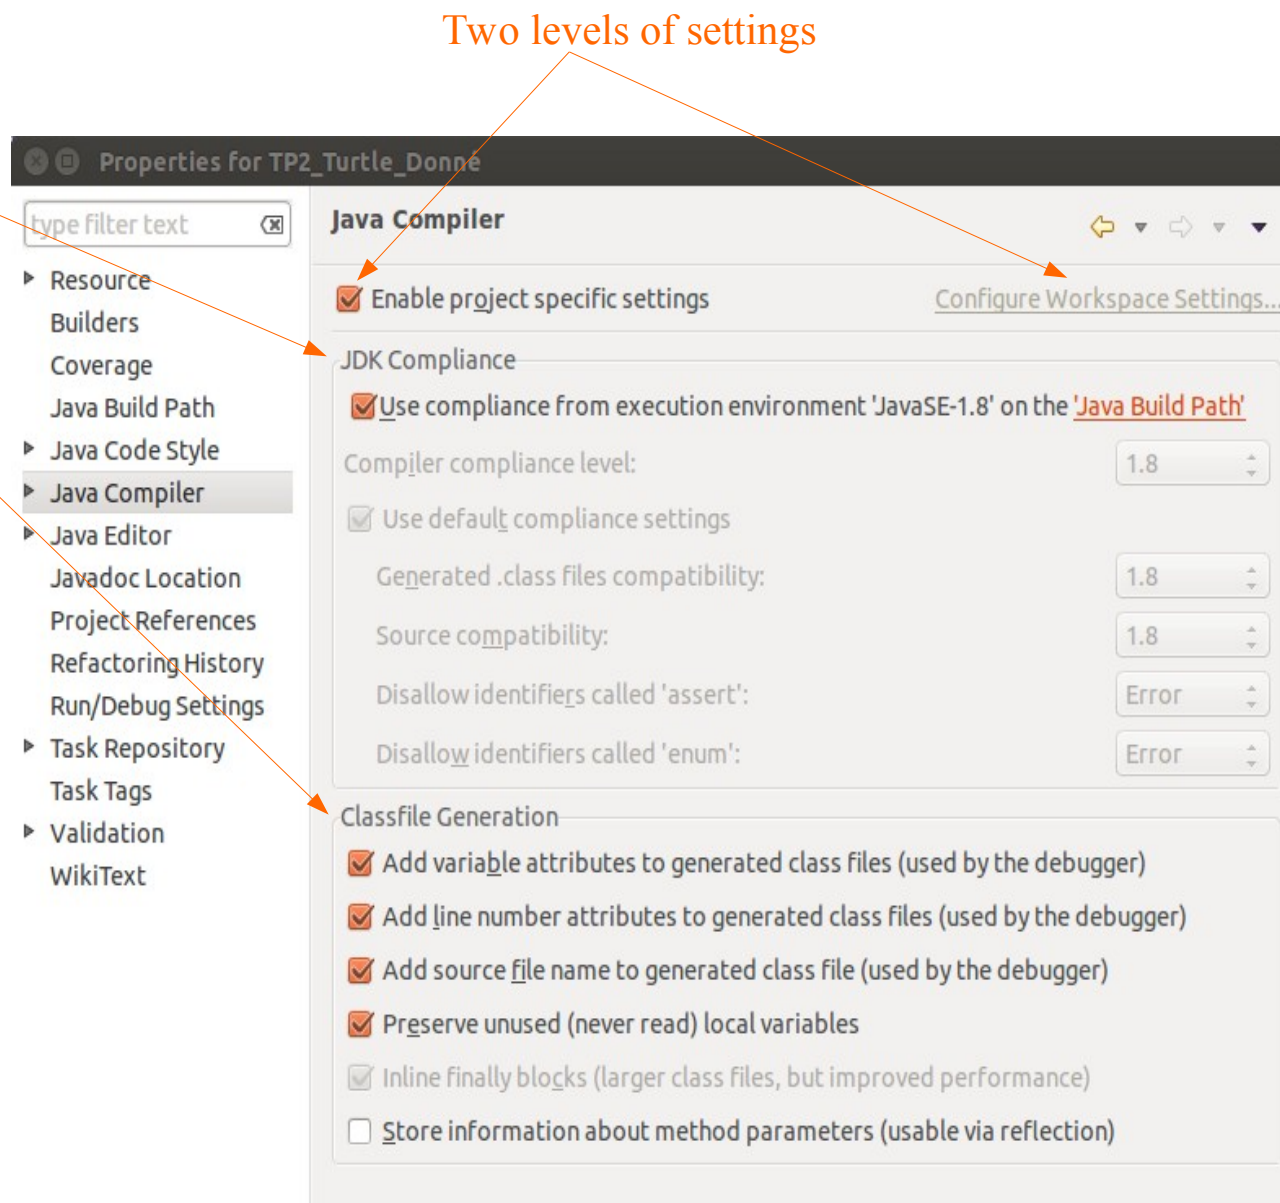 Two levels of settings
Properties for TP2_Turtle_Donné
type filter text
Resource
Builders
Coverage
Java Build Path
Java Code Style
Java Compiler
Java Editor
Javadoc Location
Project References
Refactoring History
Run/Debug Settings
Task Repository
Task Tags
Validation
WikiText
Java Compiler
Enable project specific settings
Configure Workspace Settings...
JDK Compliance
Use compliance from execution environment 'JavaSE-1.8' on the 'Java Build Path'
Compiler compliance level: 1.8
Use default compliance settings
Generated .class files compatibility: 1.8
Source compatibility: 1.8
Disallow identifiers called 'assert': Error
Disallow identifiers called 'enum': Error
Classfile Generation
Add variable attributes to generated class files (used by the debugger)
Add line number attributes to generated class files (used by the debugger)
Add source file name to generated class file (used by the debugger)
Preserve unused (never read) local variables
Inline finally blocks (larger class files, but improved performance)
Store information about method parameters (usable via reflection)